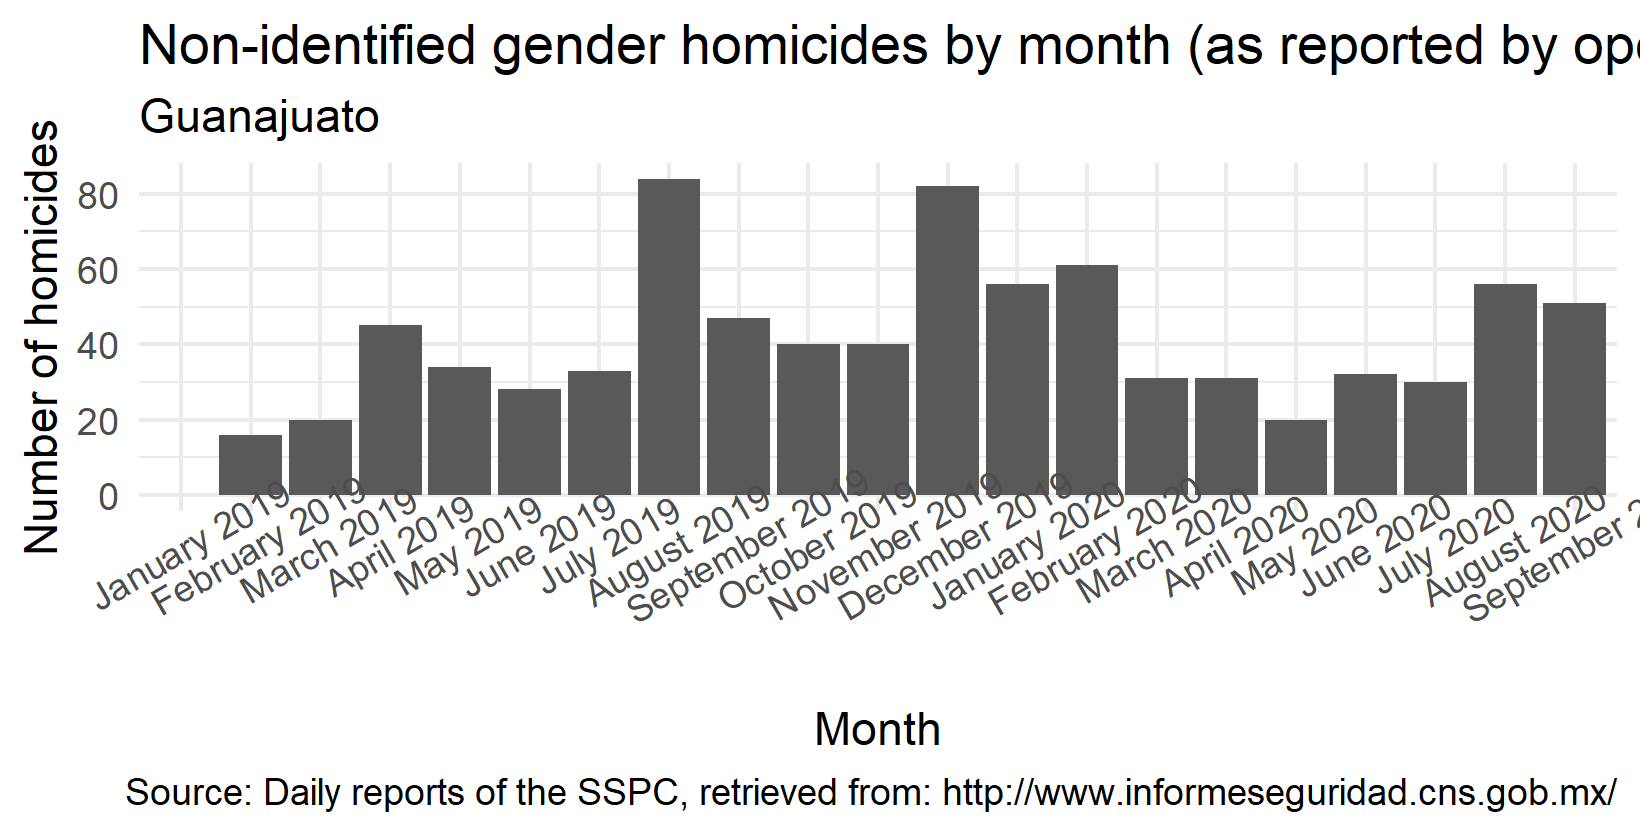 Non-identified gender homicides by month (as reported by
Guanajuato
Number of homicides
80
60
40
20
0
January 2019
February 2019
March 2019
April 2019
May 2019
June 2019
July 2019
August 2019
September 2019
October 2019
November 2019
December 2019
January 2020
February 2020
March 2020
April 2020
May 2020
June 2020
July 2020
August 2020
September
Month
Source: Daily reports of the SSPC, retrieved from: http://www.informeseguridad.cns.gob.mx/